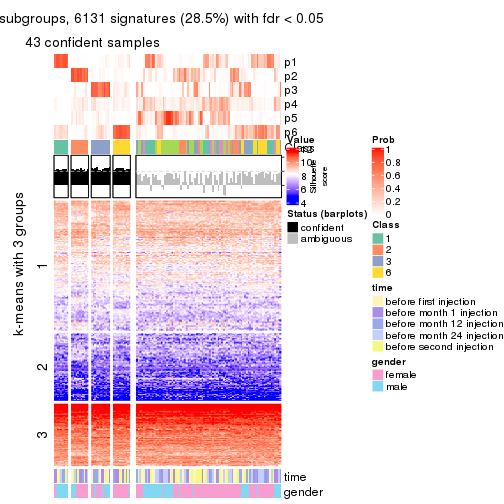 subgroups, 6131 signatures (28.5%) with fdr < 0.05
43 confident samples
p1
p2
p3
p4
p5
p6
k-means with 3 groups
1
2
3
Value
10
8
6
4
Silhouette
score
Status (barplots)
confident
ambiguous
Prob
1
0.8
0.6
0.4
0.2
0
Class
1
2
3
6
time
before first injection
before month 1 injection
before month 12 injection
before month 24 injection
before second injection
gender
female
male
time
gender